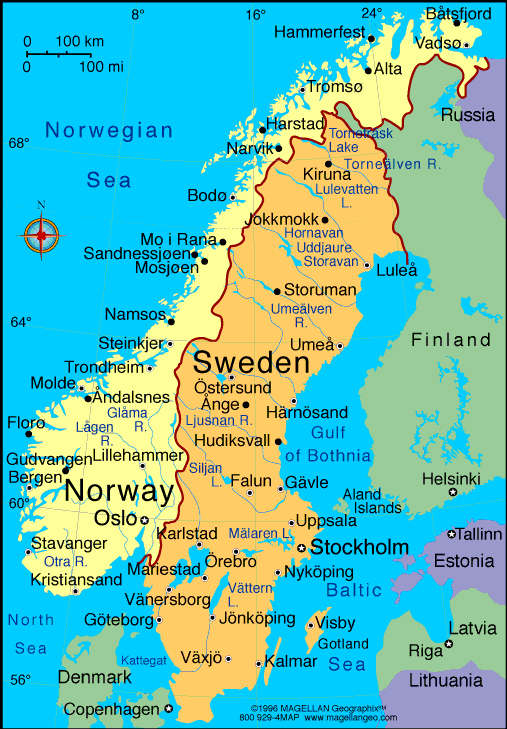 8° 16° 24°
0 100 km
0 100 mi
Båtsfjord
Hammerfest
Vadsø
Alta
Tromsø
Russia
Norwegian
Sea
Harstad
Torneträsk
Lake
68°
Narvik
Torneälven R.
Kiruna
Lulevatten
L.
Bodø
N
Jokkmokk
Hornavan
Uddjaure
Storavan
Mo i Rana
Sandnessjøen
Mosjøen
Luleå
Storuman
Umeälven
R.
Namsos
64°
Steinkjer
Umeå
Finland
Sweden
Trondheim
Molde
Östersund
Åndalsnes
Ånge
Härnösand
Glåma
R.
Ljusnan R.
Florø
Lågen
R.
Hudiksvall
Gulf
of Bothnia
Gudvangen
Lillehammer
Siljan
L.
Bergen
Falun
Gävle
Helsinki
Norway
Aland
Islands
60°
Oslo
Uppsala
Karlstad
Mälaren L.
Tallinn
Stavanger
Stockholm
Otra R.
Örebro
Estonia
Mariestad
Nyköping
Kristiansand
Vänersborg
Vättern
L.
Baltic
Sea
North
Sea
Göteborg
Jönköping
Visby
Gotland
Latvia
Riga
Kattegat
Växjö
Kalmar
Denmark
Lithuania
56°
Copenhagen
©1996 MAGELLAN Geographix℠
800 929-4MAP www.magellangeo.com